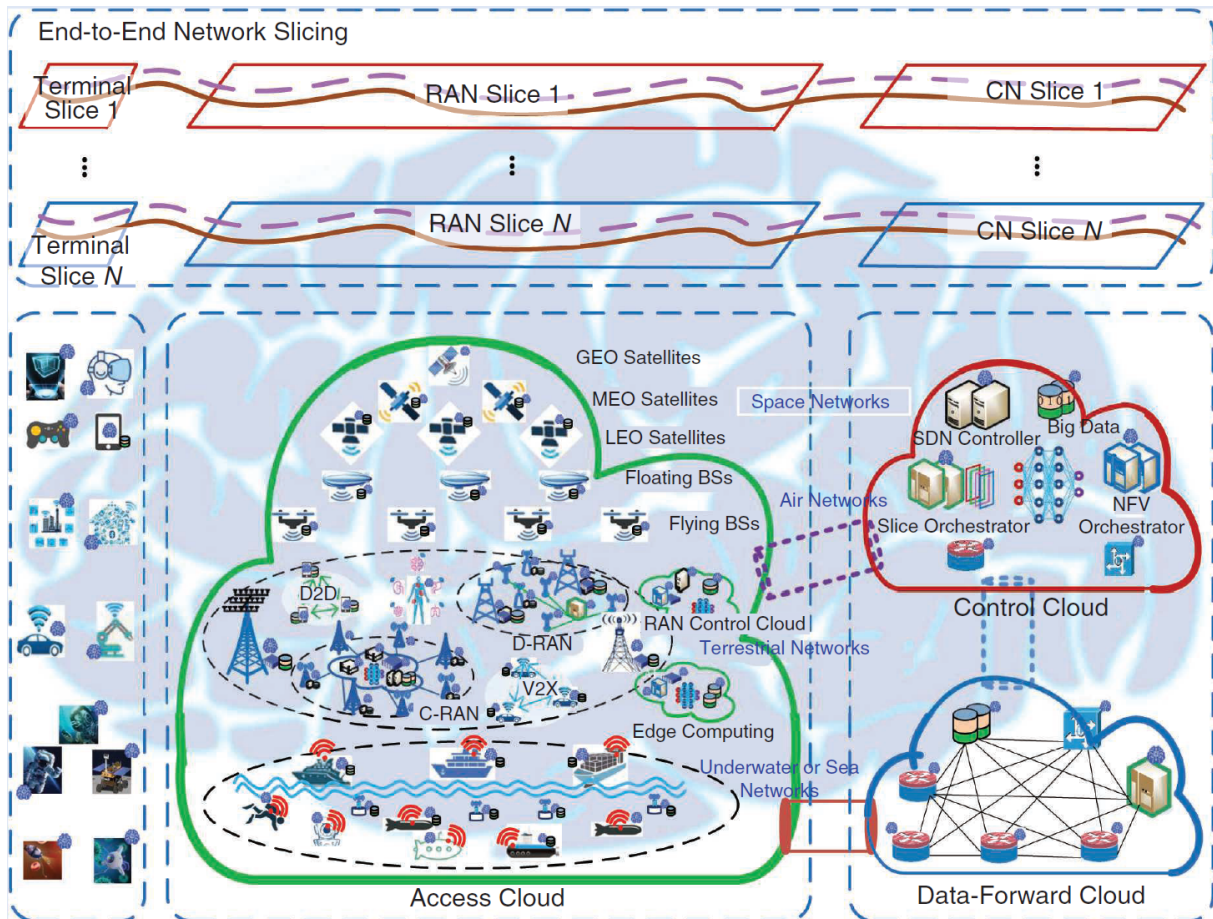 End-to-End Network Slicing
Terminal
Slice 1
RAN Slice 1
CN Slice 1
Terminal
Slice N
RAN Slice N
CN Slice N
GEO Satellites
MEO Satellites
Space Networks
LEO Satellites
Floating BSs
Air Networks
Flying BSs
D2D
D-RAN
RAN Control Cloud
Terrestrial Networks
V2X
C-RAN
Edge Computing
Underwater or Sea
Networks
Access Cloud
Big Data
SDN Controller
NFV
Orchestrator
Slice Orchestrator
Control Cloud
Data-Forward Cloud